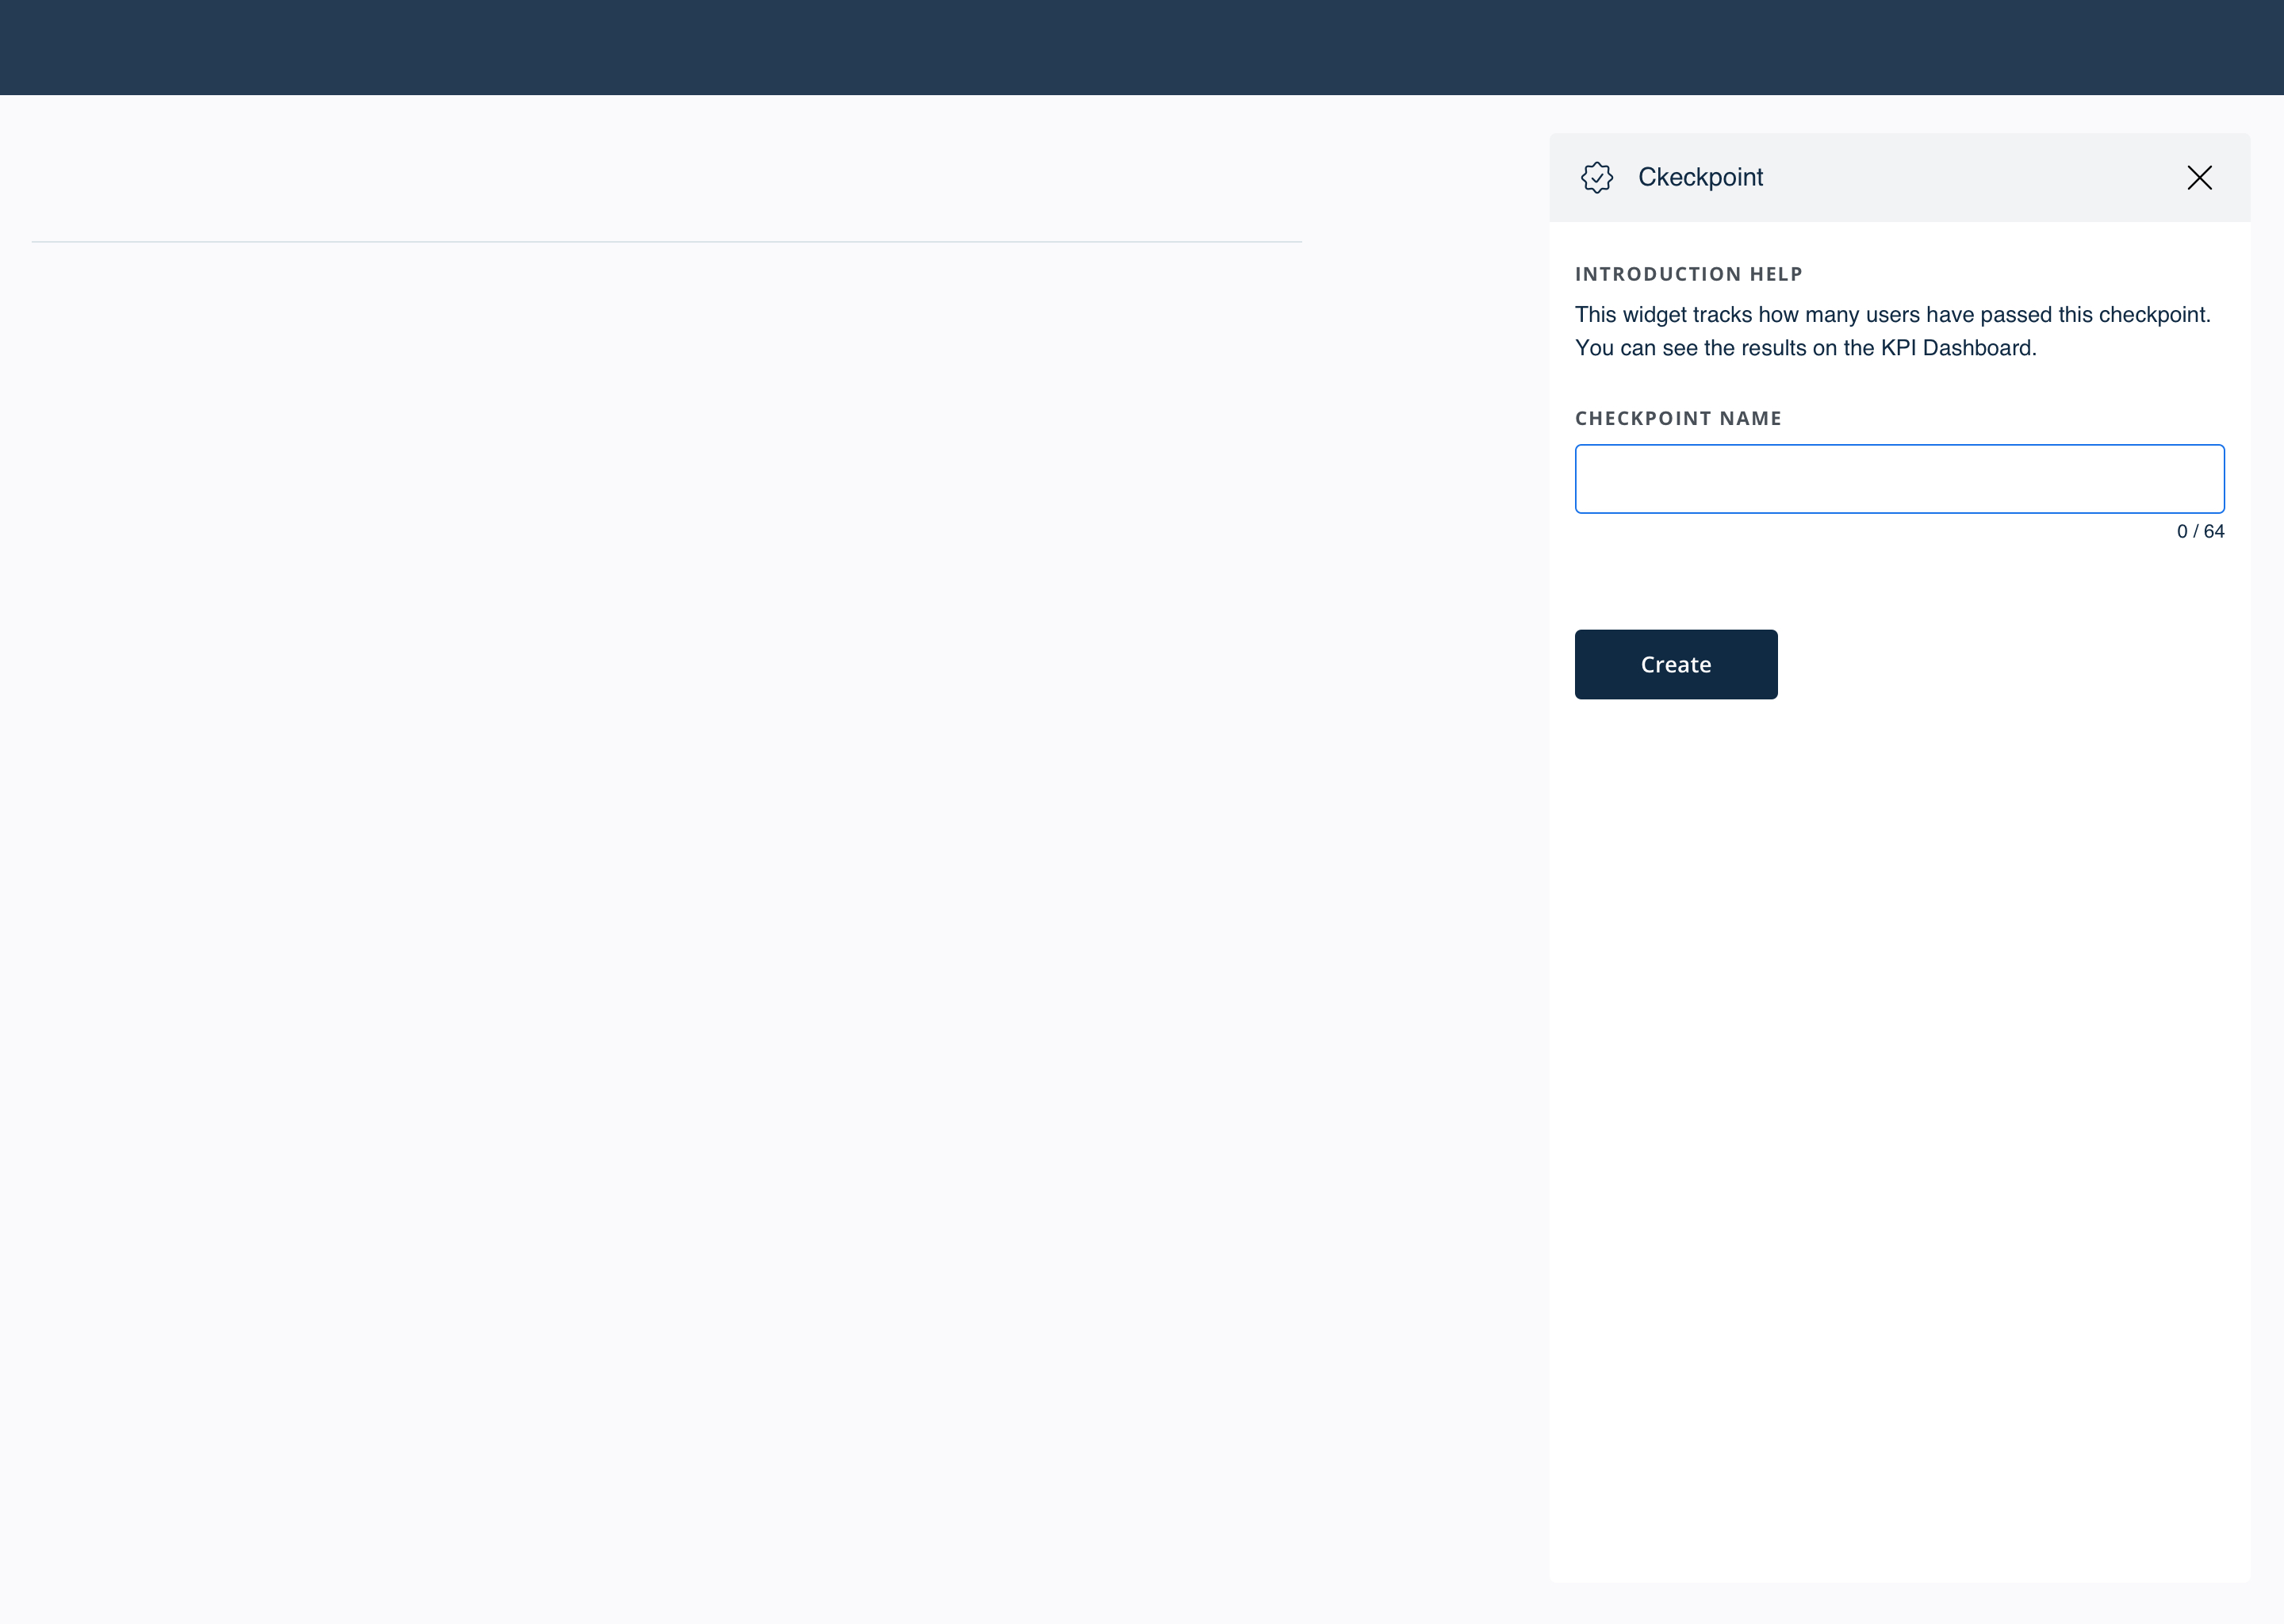 Ckeckpoint
INTRODUCTION HELP
This widget tracks how many users have passed this checkpoint.
You can see the results on the KPI Dashboard.
CHECKPOINT NAME
0 / 64
Create